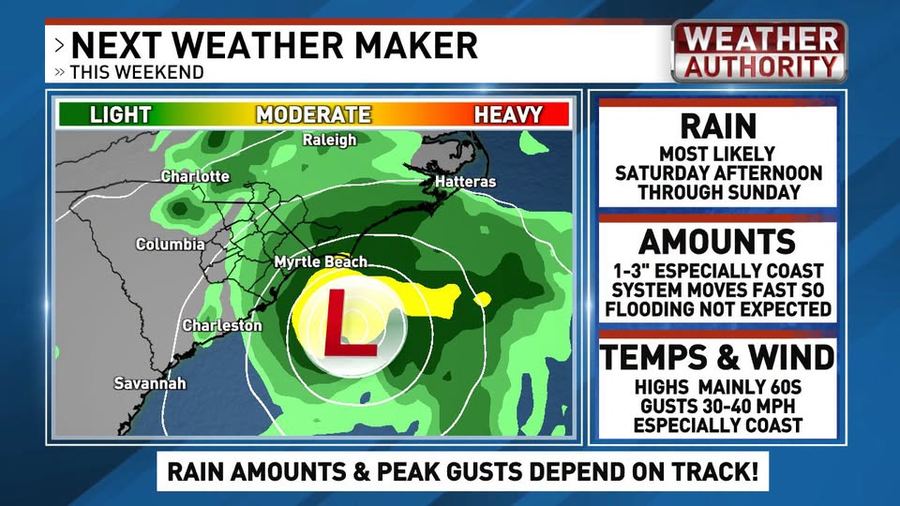 > NEXT WEATHER MAKER
» THIS WEEKEND
WEATHER
AUTHORITY
LIGHT MODERATE HEAVY
Raleigh
Charlotte
Hatteras
Columbia
Myrtle Beach
L
Charleston
Savannah
RAIN
MOST LIKELY
SATURDAY AFTERNOON
THROUGH SUNDAY
AMOUNTS
1-3" ESPECIALLY COAST
SYSTEM MOVES FAST SO
FLOODING NOT EXPECTED
TEMPS & WIND
HIGHS MAINLY 60S
GUSTS 30-40 MPH
ESPECIALLY COAST
RAIN AMOUNTS & PEAK GUSTS DEPEND ON TRACK!